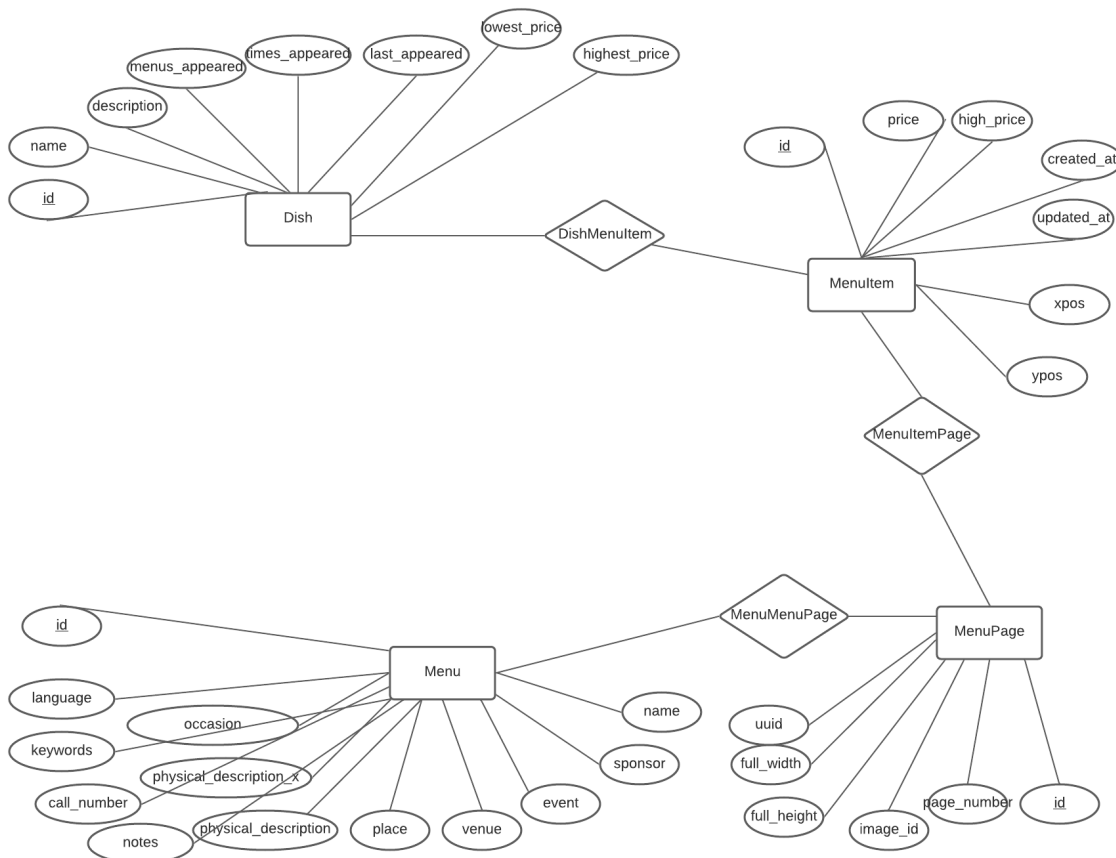 lowest_price
times_appeared
last_appeared
highest_price
menus_appeared
description
name
id
Dish
DishMenuItem
id
price
high_price
created_at
updated_at
MenuItem
xpos
ypos
MenuItemPage
MenuMenuPage
MenuPage
id
Menu
language
occasion
keywords
physical_description_x
call_number
notes
physical_description
place
venue
event
sponsor
name
uuid
full_width
full_height
image_id
page_number
id